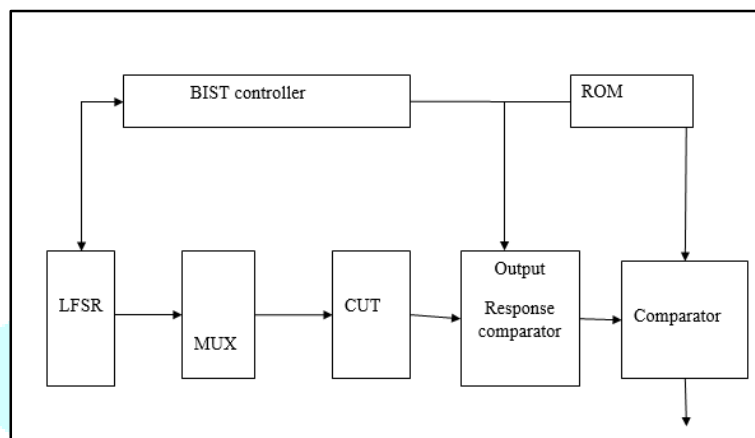 BIST controller
ROM
LFSR
MUX
CUT
Output
Response
comparator
Comparator